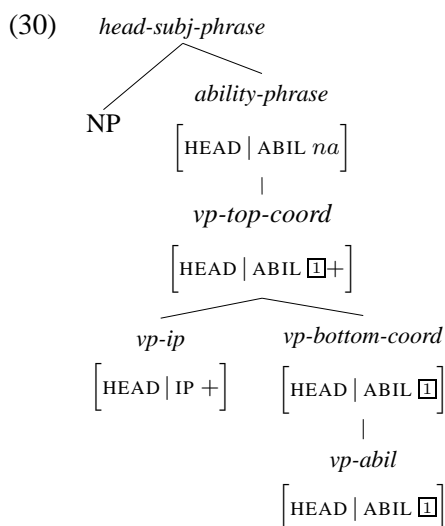 (30) head-subj-phrase
NP
ability-phrase
[HEAD | ABIL na]
vp-top-coord
[HEAD | ABIL 1+]
vp-ip vp-bottom-coord
[HEAD | IP +] [HEAD | ABIL 1]
vp-abil
[HEAD | ABIL 1]